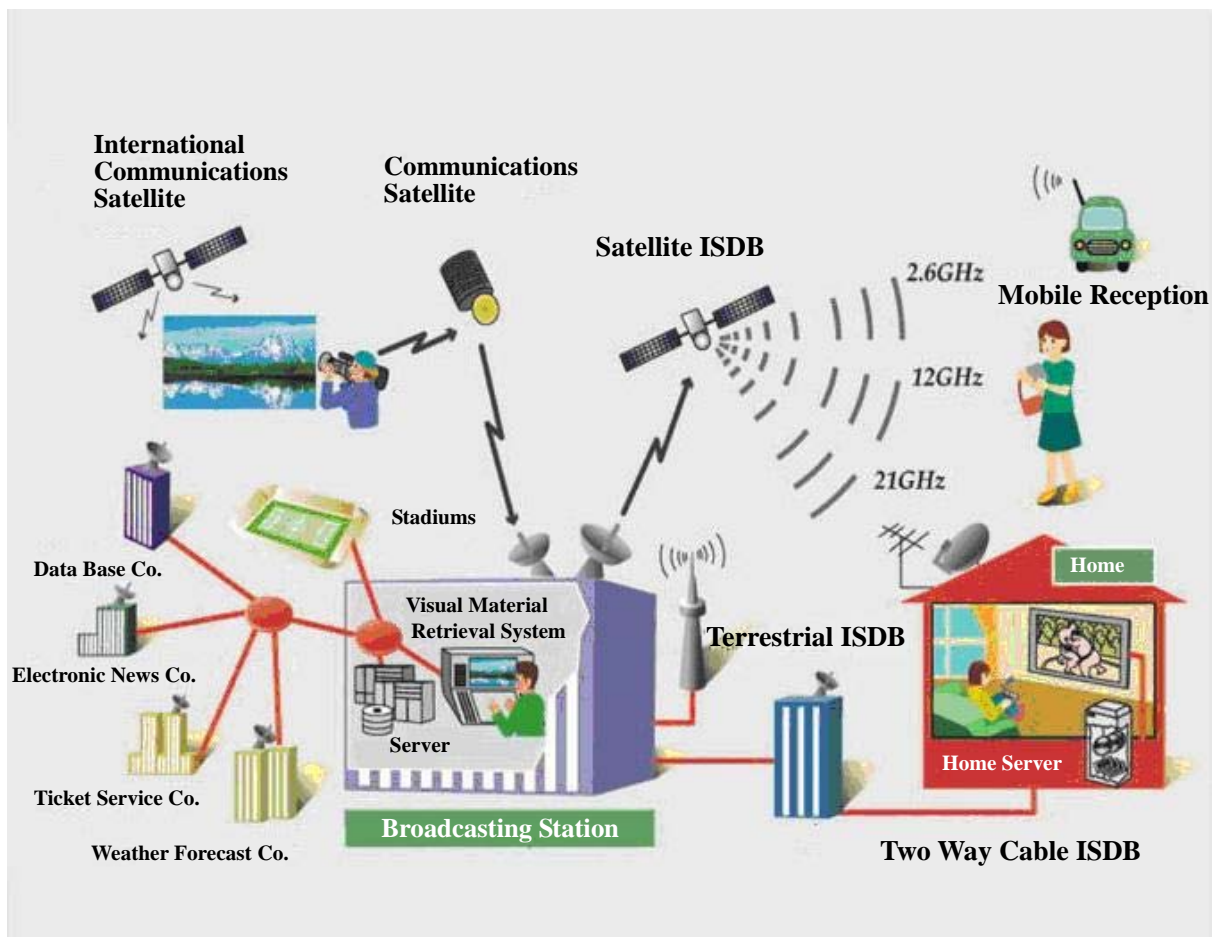 International
Communications
Satellite
Communications
Satellite
Satellite ISDB
2.6GHz
Mobile Reception
12GHz
21GHz
Stadiums
Data Base Co.
Home
Visual Material
Retrieval System
Terrestrial ISDB
Electronic News Co.
Server
Home Server
Ticket Service Co.
Broadcasting Station
Weather Forecast Co.
Two Way Cable ISDB